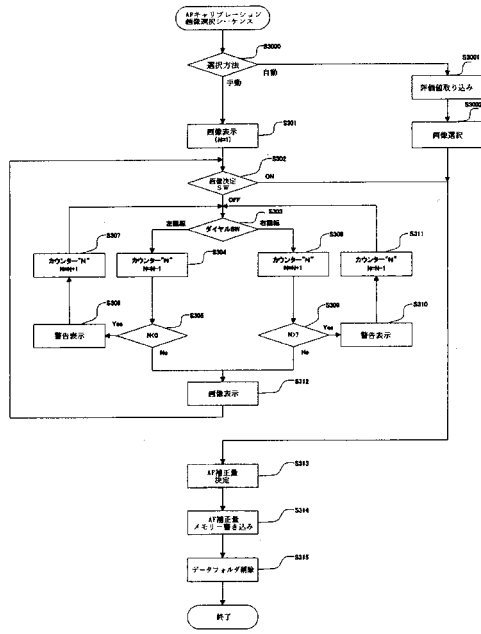 AFキャリブレーション
画像選択シーケンス
S3000
選択方法
自動
手動
S3001
評価値取り込み
S3002
画像選択
S301
画像表示
(N=1)
S302
画像決定
SW
ON
OFF
S303
ダイヤルSW
左回転
右回転
S307
カウンター"N"
N=N+1
S304
カウンター"N"
N=N-1
S308
カウンター"N"
N=N+1
S311
カウンター"N"
N=N-1
S306
警告表示
Yes
S305
No
S309
N>7
Yes
No
S310
警告表示
S312
画像表示
S313
AF補正量
決定
S314
AF補正量
メモリー書き込み
S315
データフォルダ削除
終了